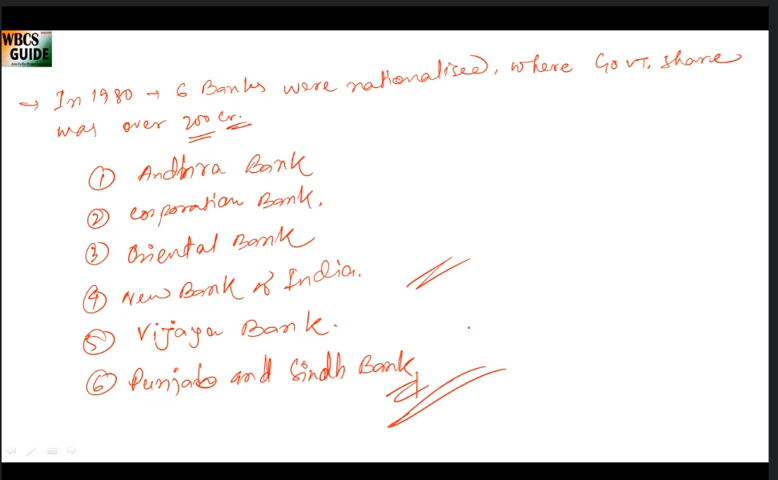 WBCS
GUIDE
→ In 1980 → 6 Banks were nationalised, where Govt. share
was over 200 cr.
① Andhra Bank
② Corporation Bank.
③ Oriental Bank
④ New Bank of India.
⑤ Vijaya Bank.
⑥ Punjab and Sindh Bank